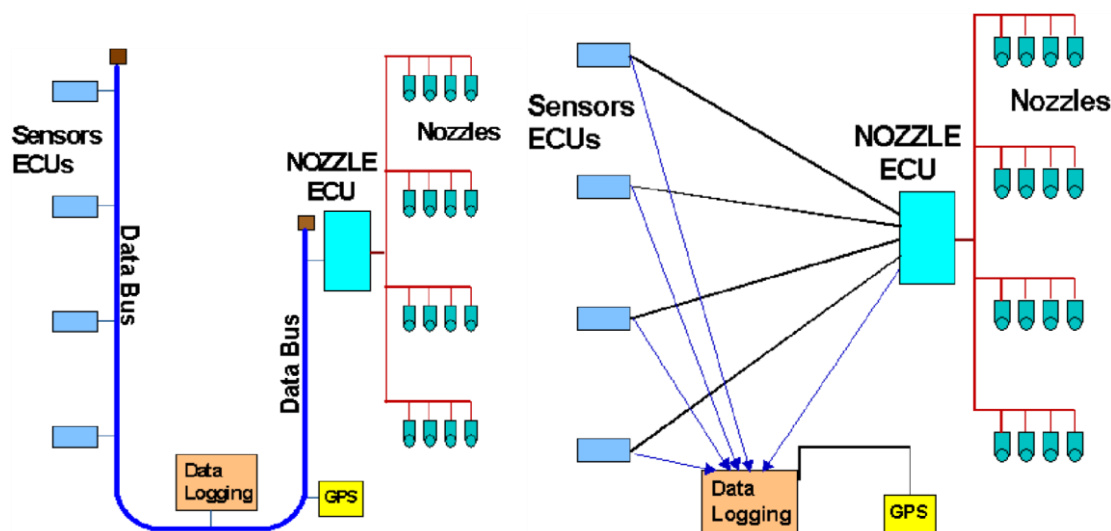 Sensors
ECUs
Data Bus
Data Bus
NOZZLE
ECU
Nozzles
Data
Logging
GPS
Sensors
ECUs
NOZZLE
ECU
Nozzles
Data
Logging
GPS